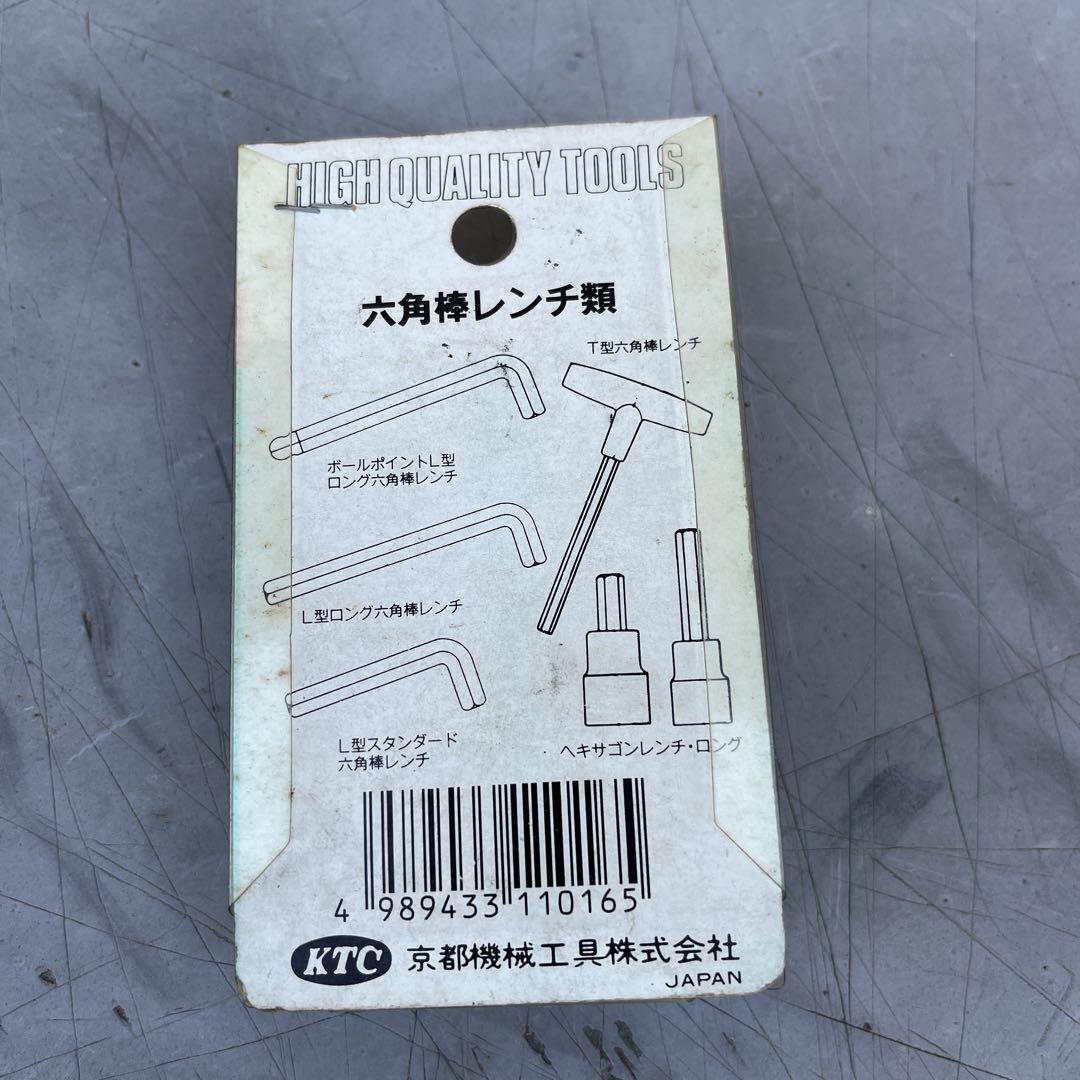 HIGH QUALITY TOOLS
六角棒レンチ類
T型六角棒レンチ
ボールポイントL型
ロング六角棒レンチ
L型ロング六角棒レンチ
L型スタンダード
六角棒レンチ
ヘキサゴンレンチ・ロング
4 989433 110165
KTC 京都機械工具株式会社
JAPAN